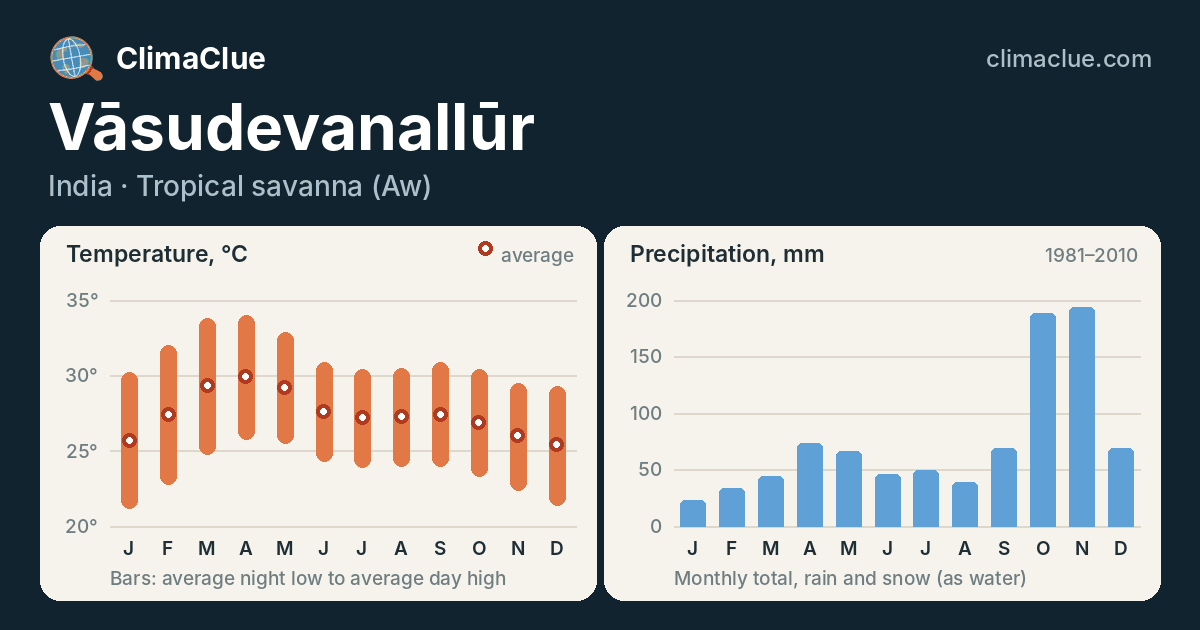 ClimaClue
climaclue.com
Vāsudevanallūr
India · Tropical savanna (Aw)
Temperature, °C
average
35°
30°
25°
20°
J F M A M J J A S O N D
Bars: average night low to average day high
Precipitation, mm
1981–2010
200
150
100
50
0
J F M A M J J A S O N D
Monthly total, rain and snow (as water)